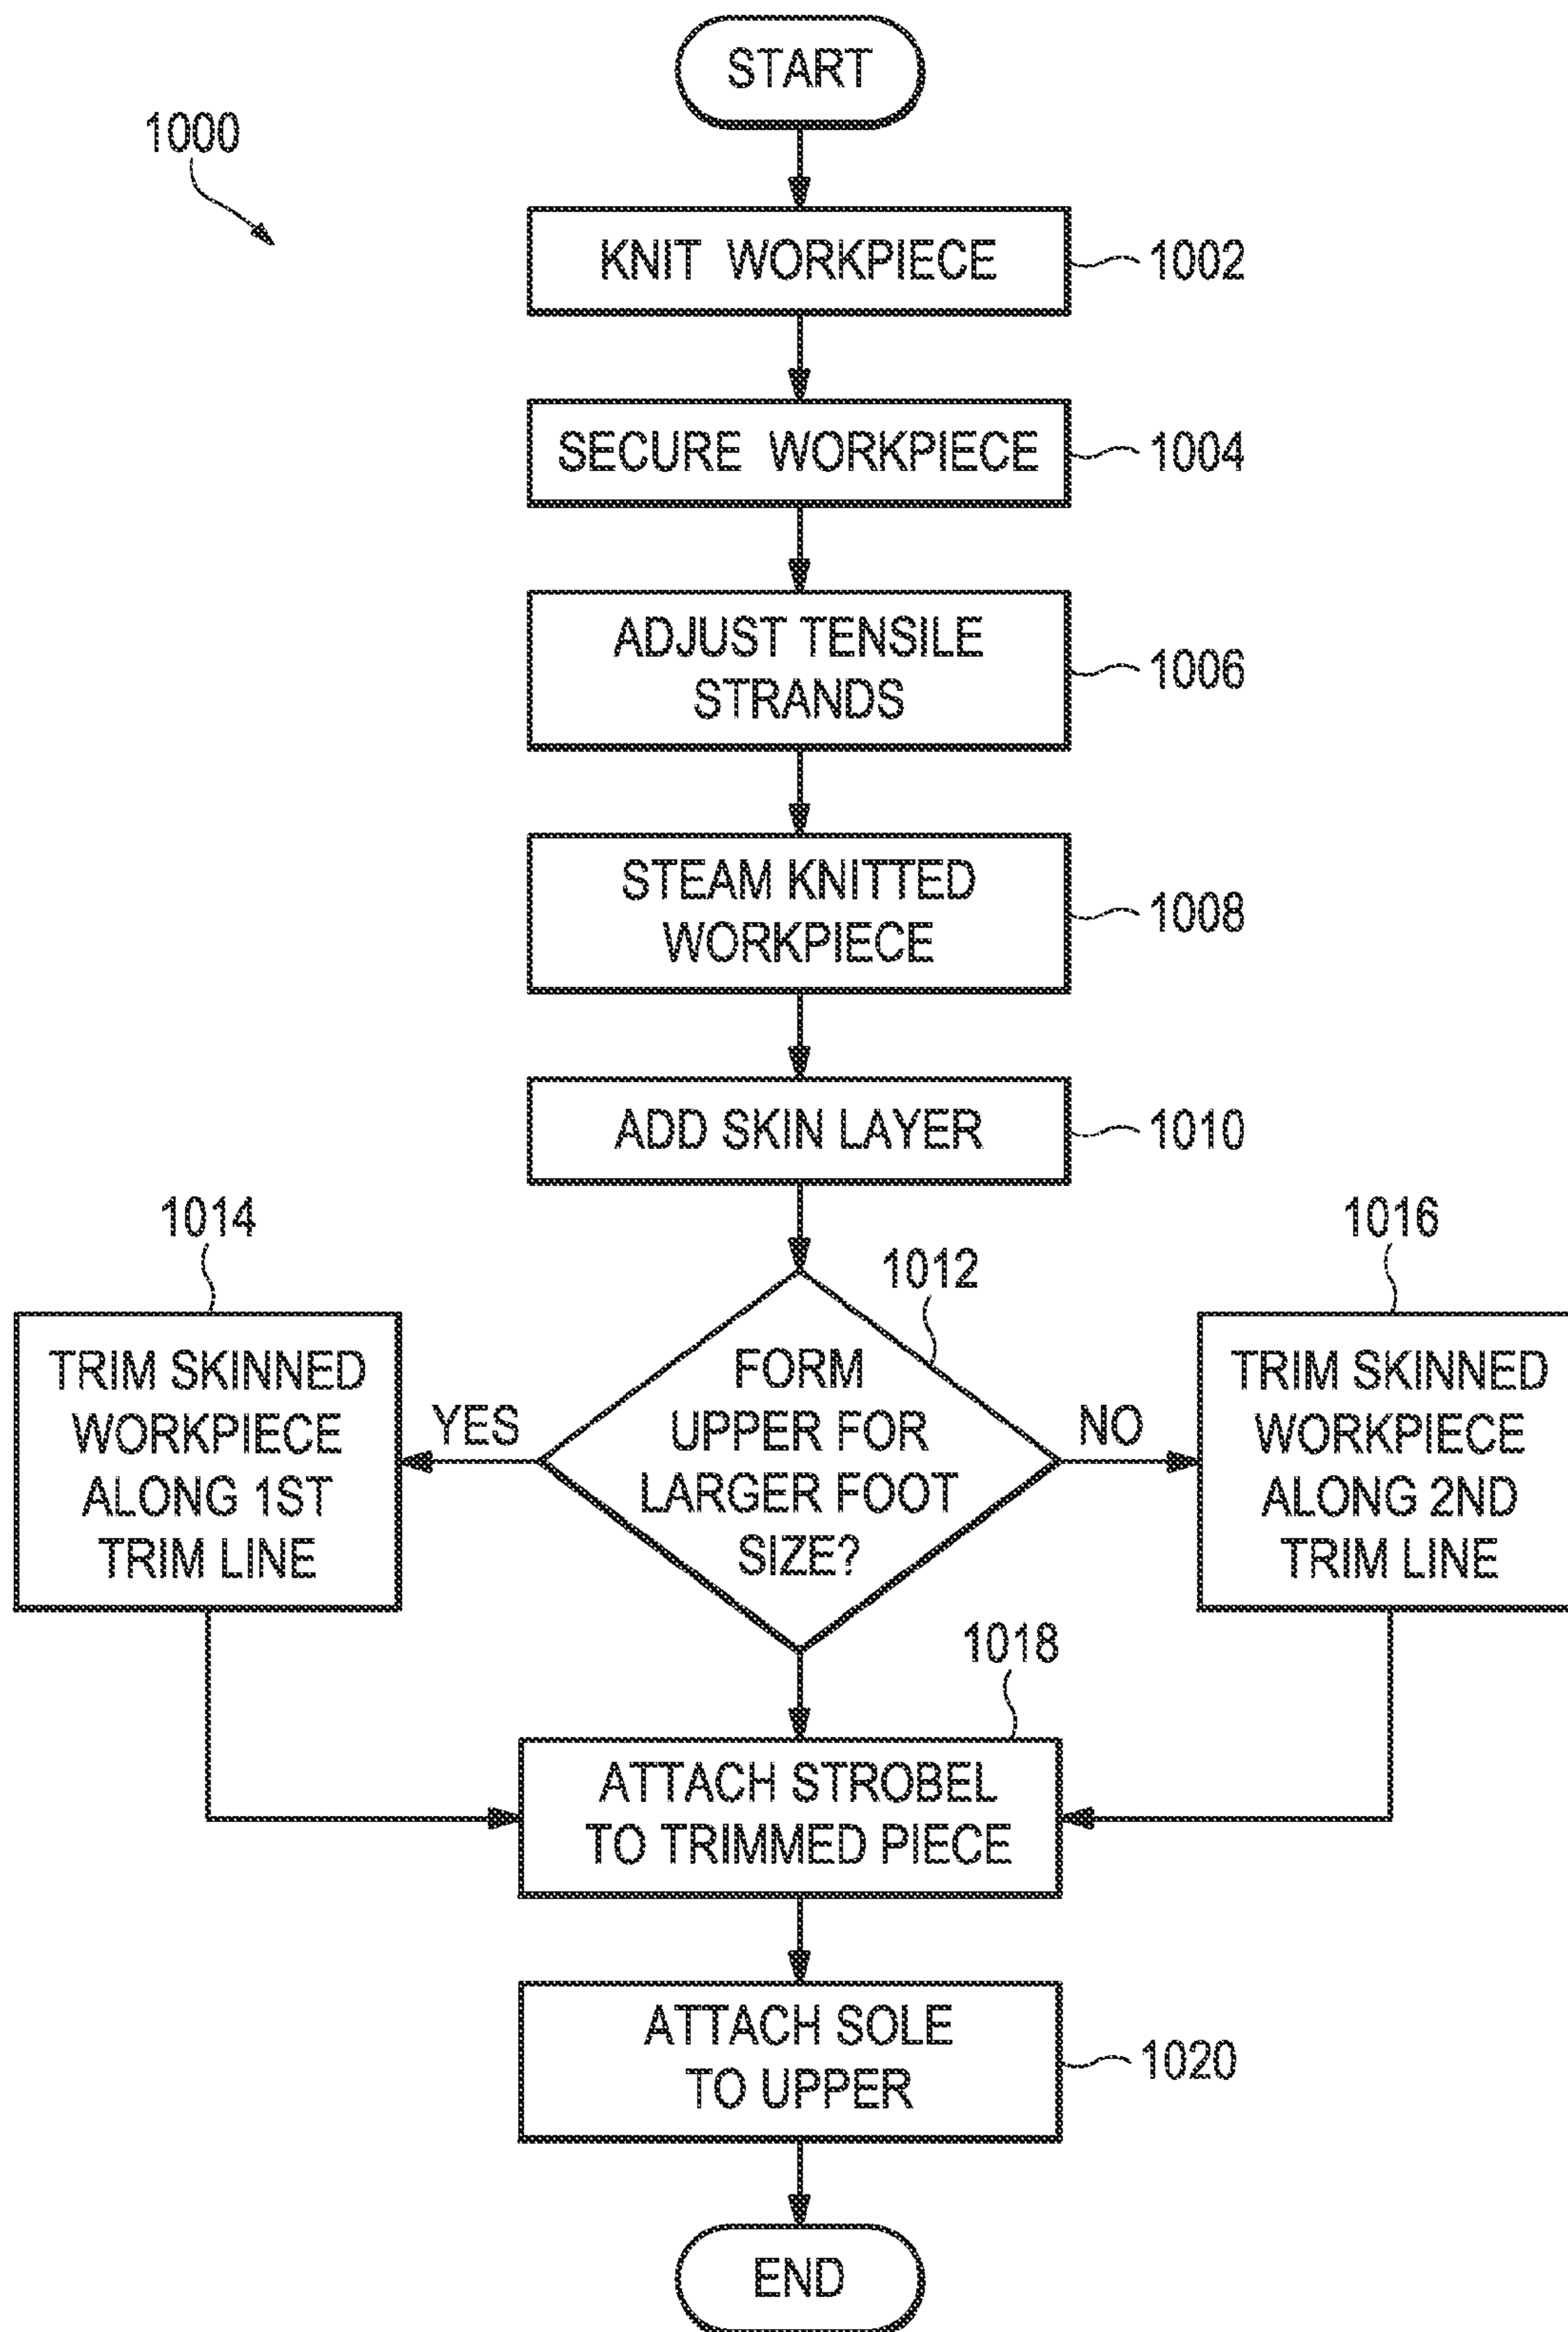 START
1000
KNIT WORKPIECE
1002
SECURE WORKPIECE
1004
ADJUST TENSILE
STRANDS
1006
STEAM KNITTED
WORKPIECE
1008
ADD SKIN LAYER
1010
1014
TRIM SKINNED
WORKPIECE
ALONG 1ST
TRIM LINE
YES
1012
FORM
UPPER FOR
LARGER FOOT
SIZE?
NO
1016
TRIM SKINNED
WORKPIECE
ALONG 2ND
TRIM LINE
1018
ATTACH STROBEL
TO TRIMMED PIECE
ATTACH SOLE
TO UPPER
1020
END